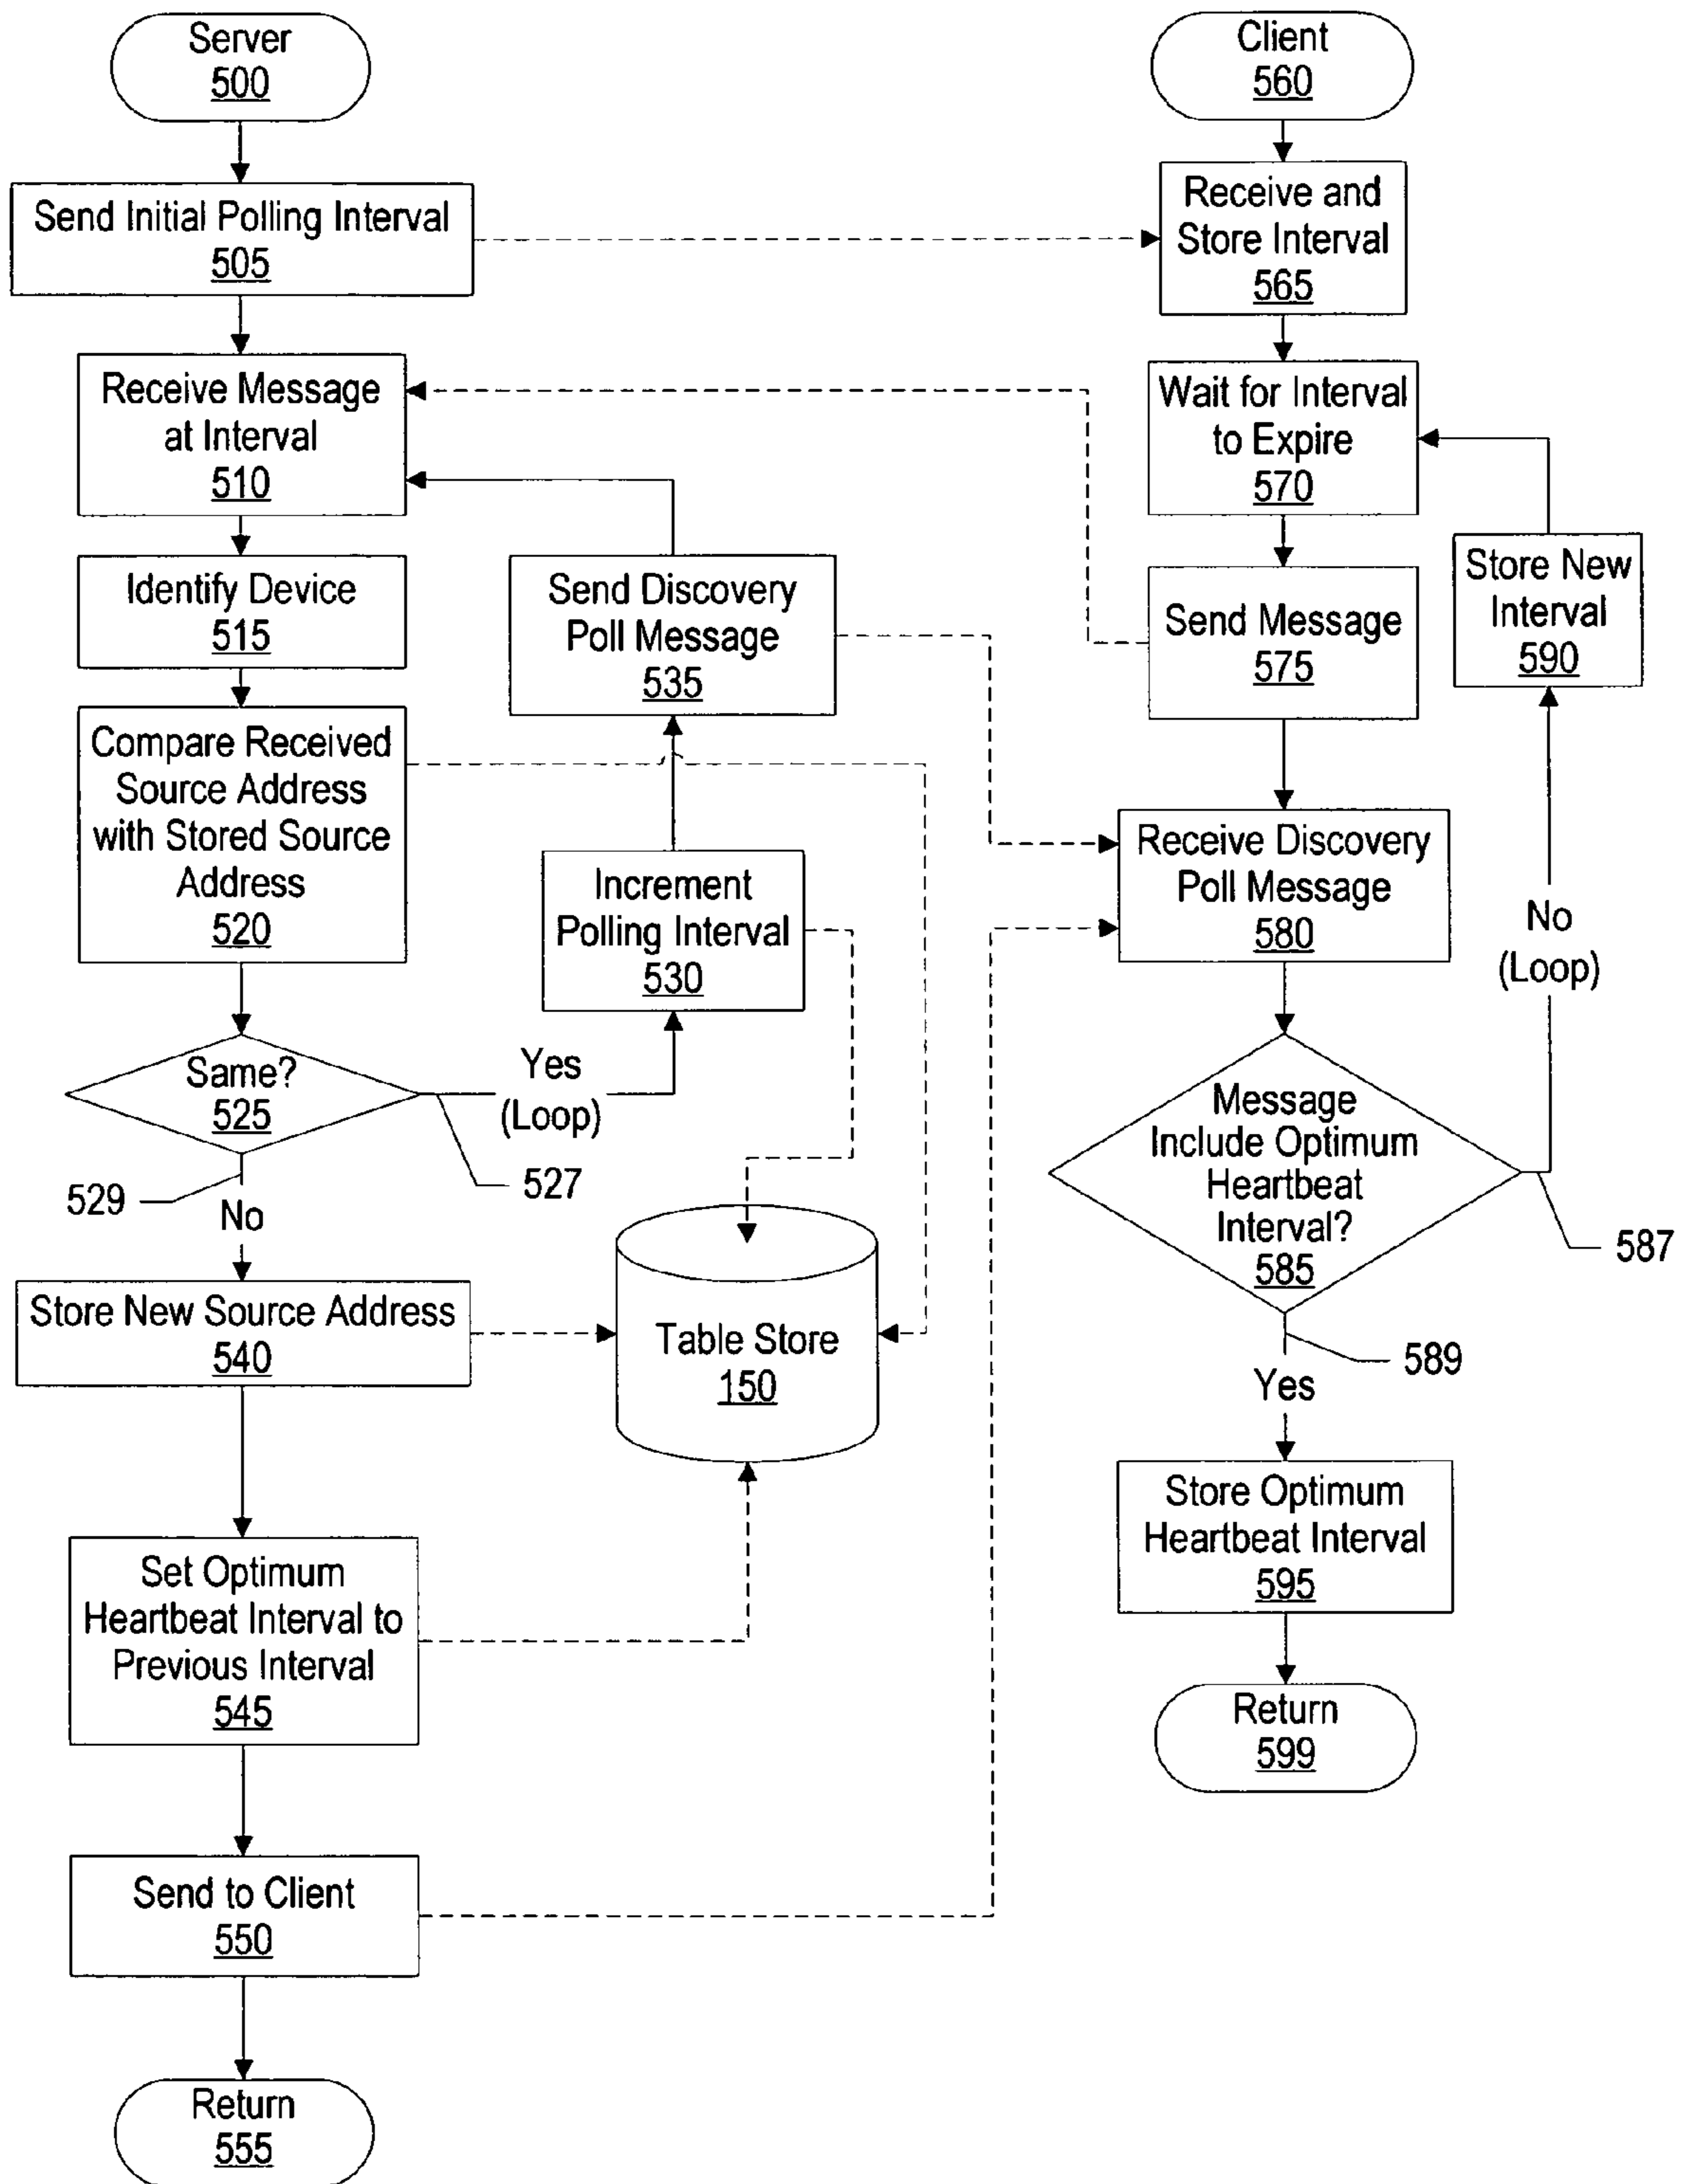 Server
500
Send Initial Polling Interval
505
Receive Message
at Interval
510
Identify Device
515
Compare Received
Source Address
with Stored Source
Address
520
Same?
525
Yes
(Loop)
527
529
No
Increment
Polling Interval
530
Send Discovery
Poll Message
535
Store New Source Address
540
Table Store
150
Set Optimum
Heartbeat Interval to
Previous Interval
545
Send to Client
550
Return
555
Client
560
Receive and
Store Interval
565
Wait for Interval
to Expire
570
Send Message
575
Receive Discovery
Poll Message
580
Message
Include Optimum
Heartbeat
Interval?
585
587
No
(Loop)
Store New
Interval
590
589
Yes
Store Optimum
Heartbeat Interval
595
Return
599